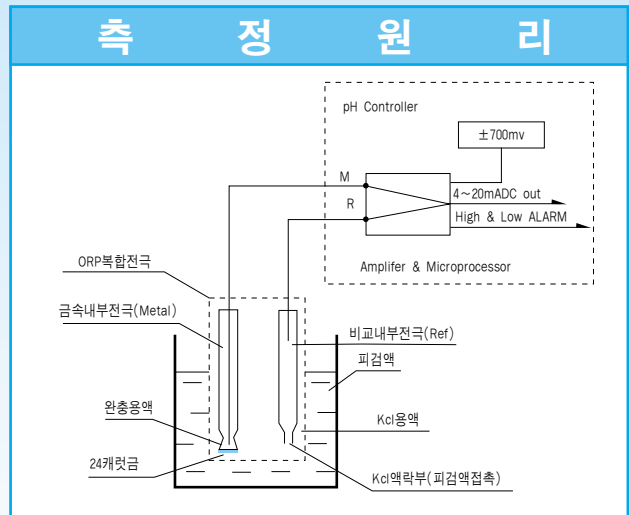 측 정 원 리
pH Controller
±700mv
M
4~20mADC out
R
High & Low ALARM
Amplifer & Microprocessor
ORP복합전극
금속내부전극(Metal)
비교내부전극(Ref)
피검액
완충용액
Kcl용액
24캐럿금
Kcl액락부(피검액접촉)